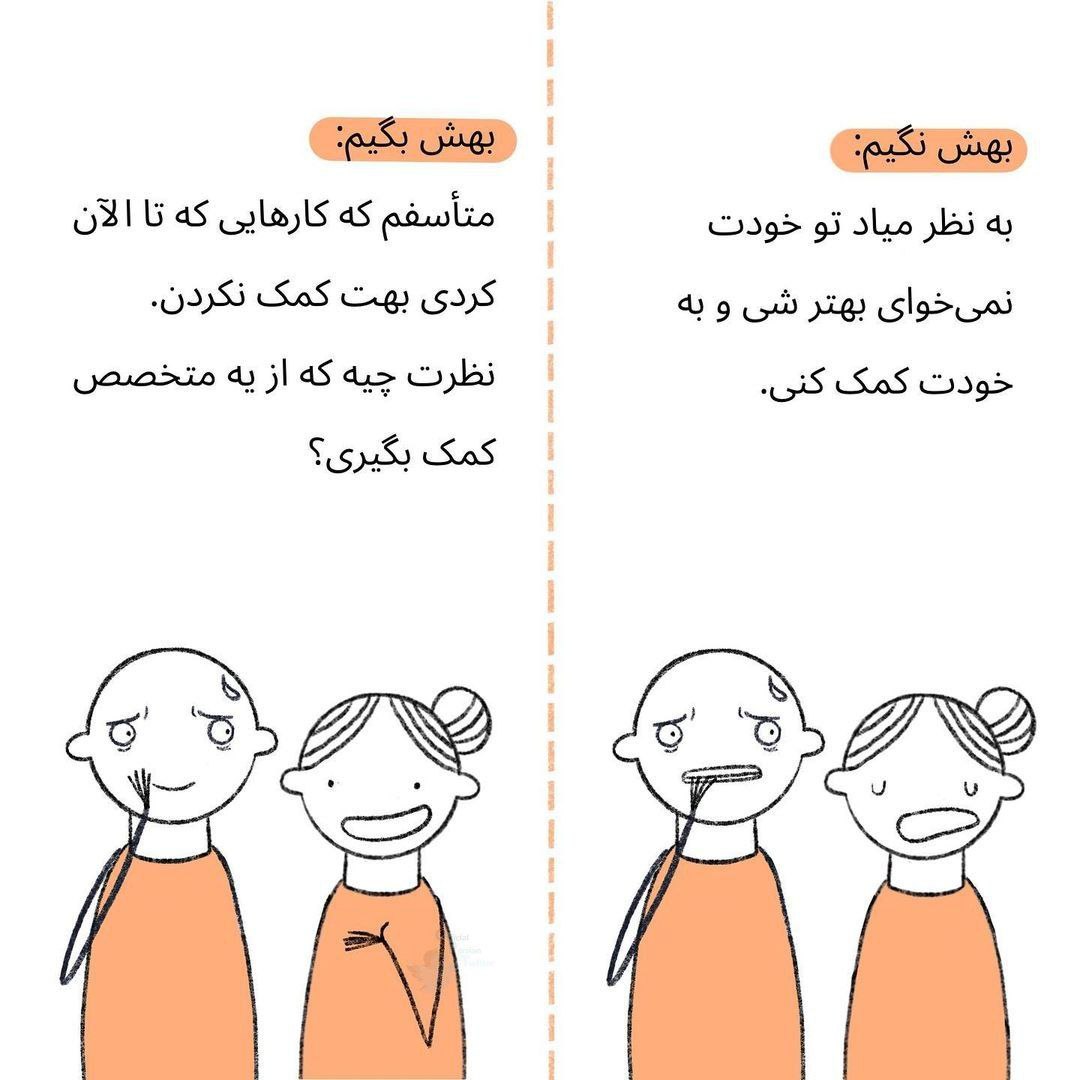 بهش نگیم:
به نظر میاد تو خودت
نمی‌خوای بهتر شی و به
خودت کمک کنی.
بهش بگیم:
متأسفم که کارهایی که تا الآن
کردی بهت کمک نکردن.
نظرت چیه که از یه متخصص
کمک بگیری؟